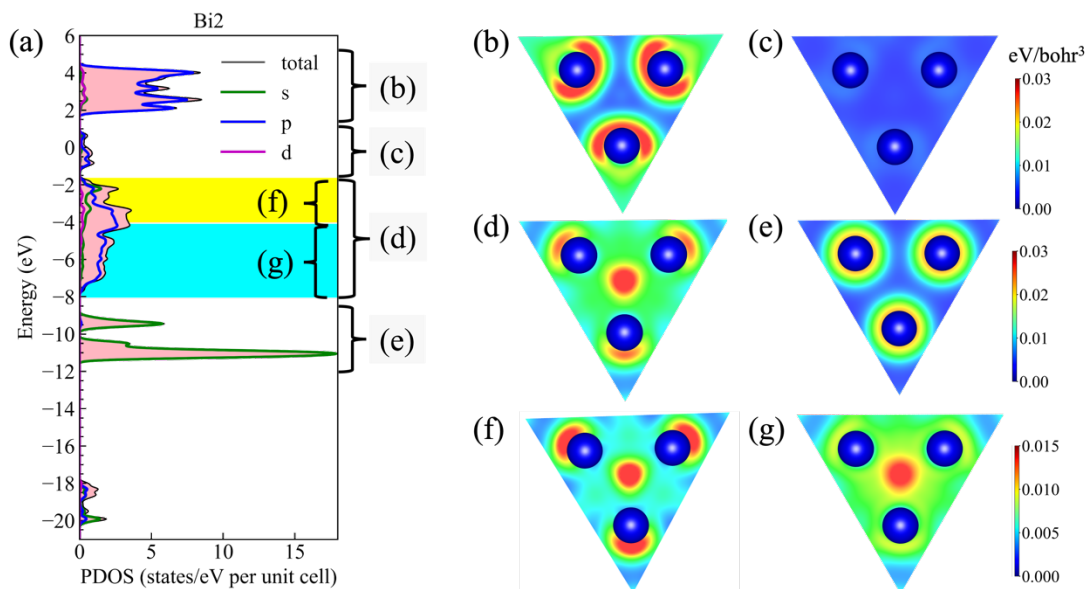 Bi2
(a)
6
4
2
0
−2
−4
−6
−8
−10
−12
−14
−16
−18
−20
Energy (eV)
total
s
p
d
(b)
(c)
(f)
(d)
(g)
(e)
0
5
10
15
PDOS (states/eV per unit cell)
(b)
(c)
eV/bohr³
0.03
0.02
0.01
0.00
(d)
(e)
0.03
0.02
0.01
0.00
(f)
(g)
0.015
0.010
0.005
0.000